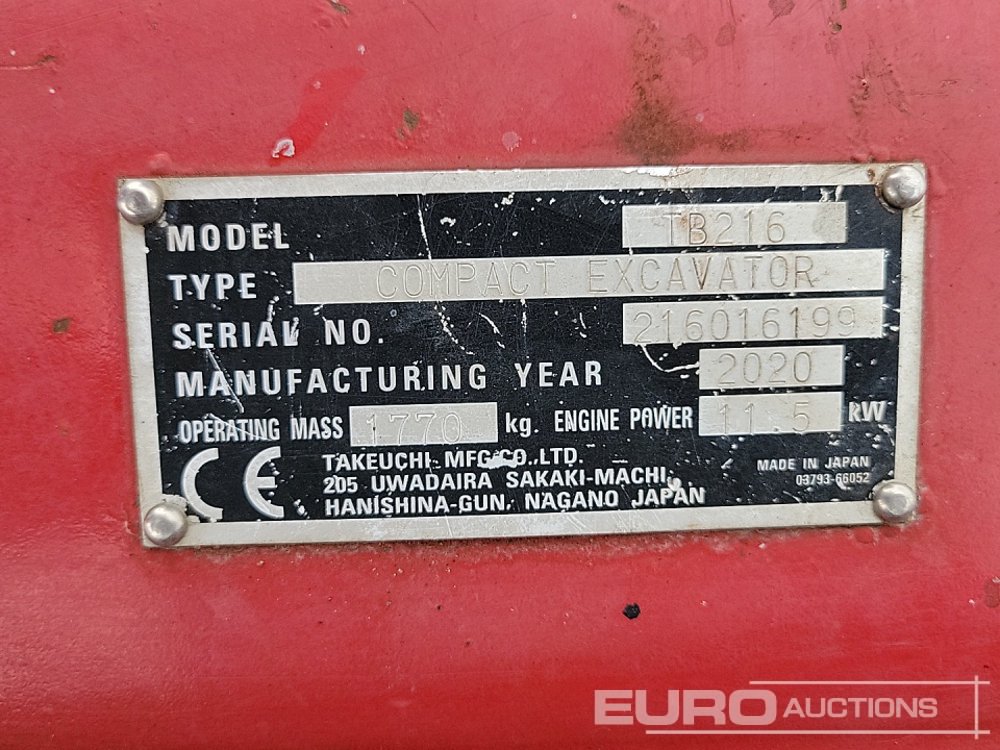 MODEL TB216
TYPE COMPACT EXCAVATOR
SERIAL NO. 216016199
MANUFACTURING YEAR 2020
OPERATING MASS 1770 kg. ENGINE POWER 11.5 kW
CE
TAKEUCHI MFG.CO.,LTD.
205 UWADAIRA SAKAKI-MACHI,
HANISHINA-GUN, NAGANO JAPAN
MADE IN JAPAN
03793-66052
EURO AUCTIONS